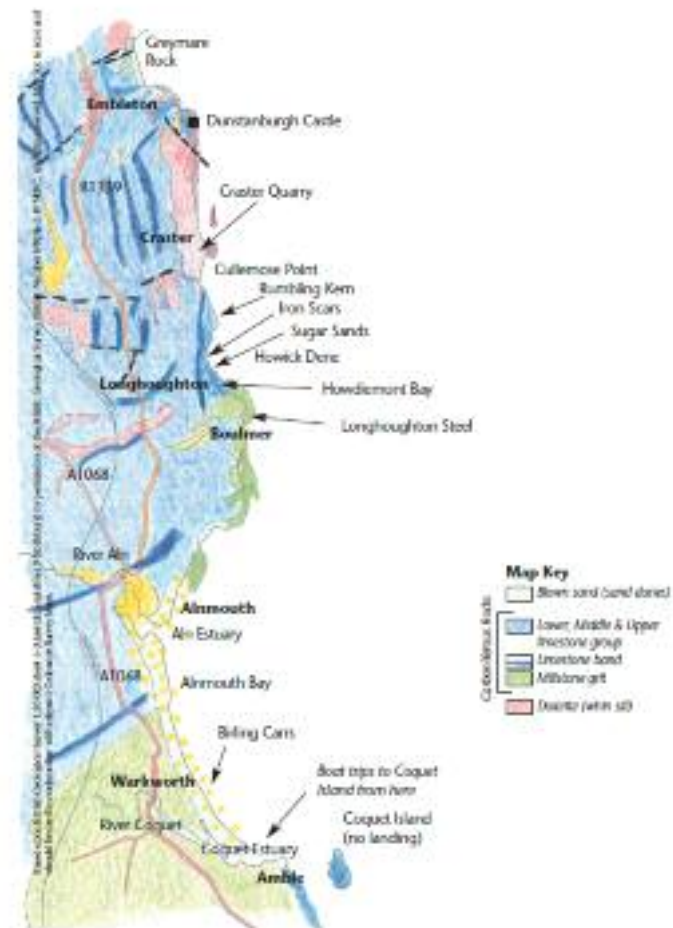 Greymare
Rock
Embleton
Dunstanburgh Castle
B1339
Craster Quarry
Craster
Cullernose Point
Rumbling Kern
Iron Scars
Sugar Sands
Howick Dene
Longhoughton
Howdiemont Bay
Boulmer
Longhoughton Steel
A1068
River Aln
Alnmouth
Aln Estuary
A1068
Alnmouth Bay
Birling Carrs
Warkworth
Boat trips to Coquet
Island from here
River Coquet
Coquet Island
(no landing)
Coquet Estuary
Amble
Map Key
Blown sand (sand dunes)
Carboniferous Rocks
Lower, Middle & Upper
limestone group
Limestone band
Millstone grit
Dolerite (whin sill)